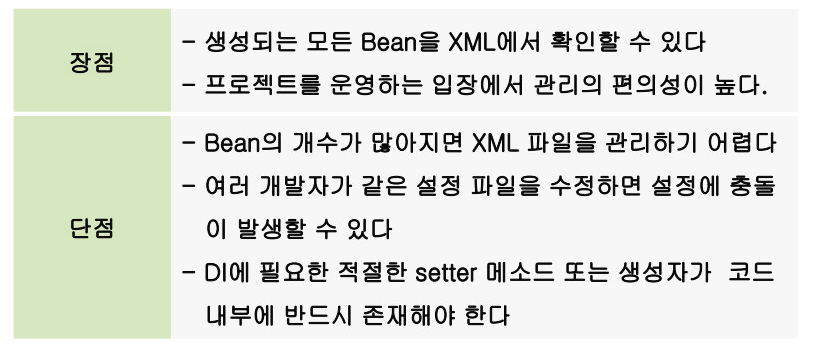 장점
- 생성되는 모든 Bean을 XML에서 확인할 수 있다
- 프로젝트를 운영하는 입장에서 관리의 편의성이 높다.
단점
- Bean의 개수가 많아지면 XML 파일을 관리하기 어렵다
- 여러 개발자가 같은 설정 파일을 수정하면 설정에 충돌
이 발생할 수 있다
- DI에 필요한 적절한 setter 메소드 또는 생성자가 코드
내부에 반드시 존재해야 한다